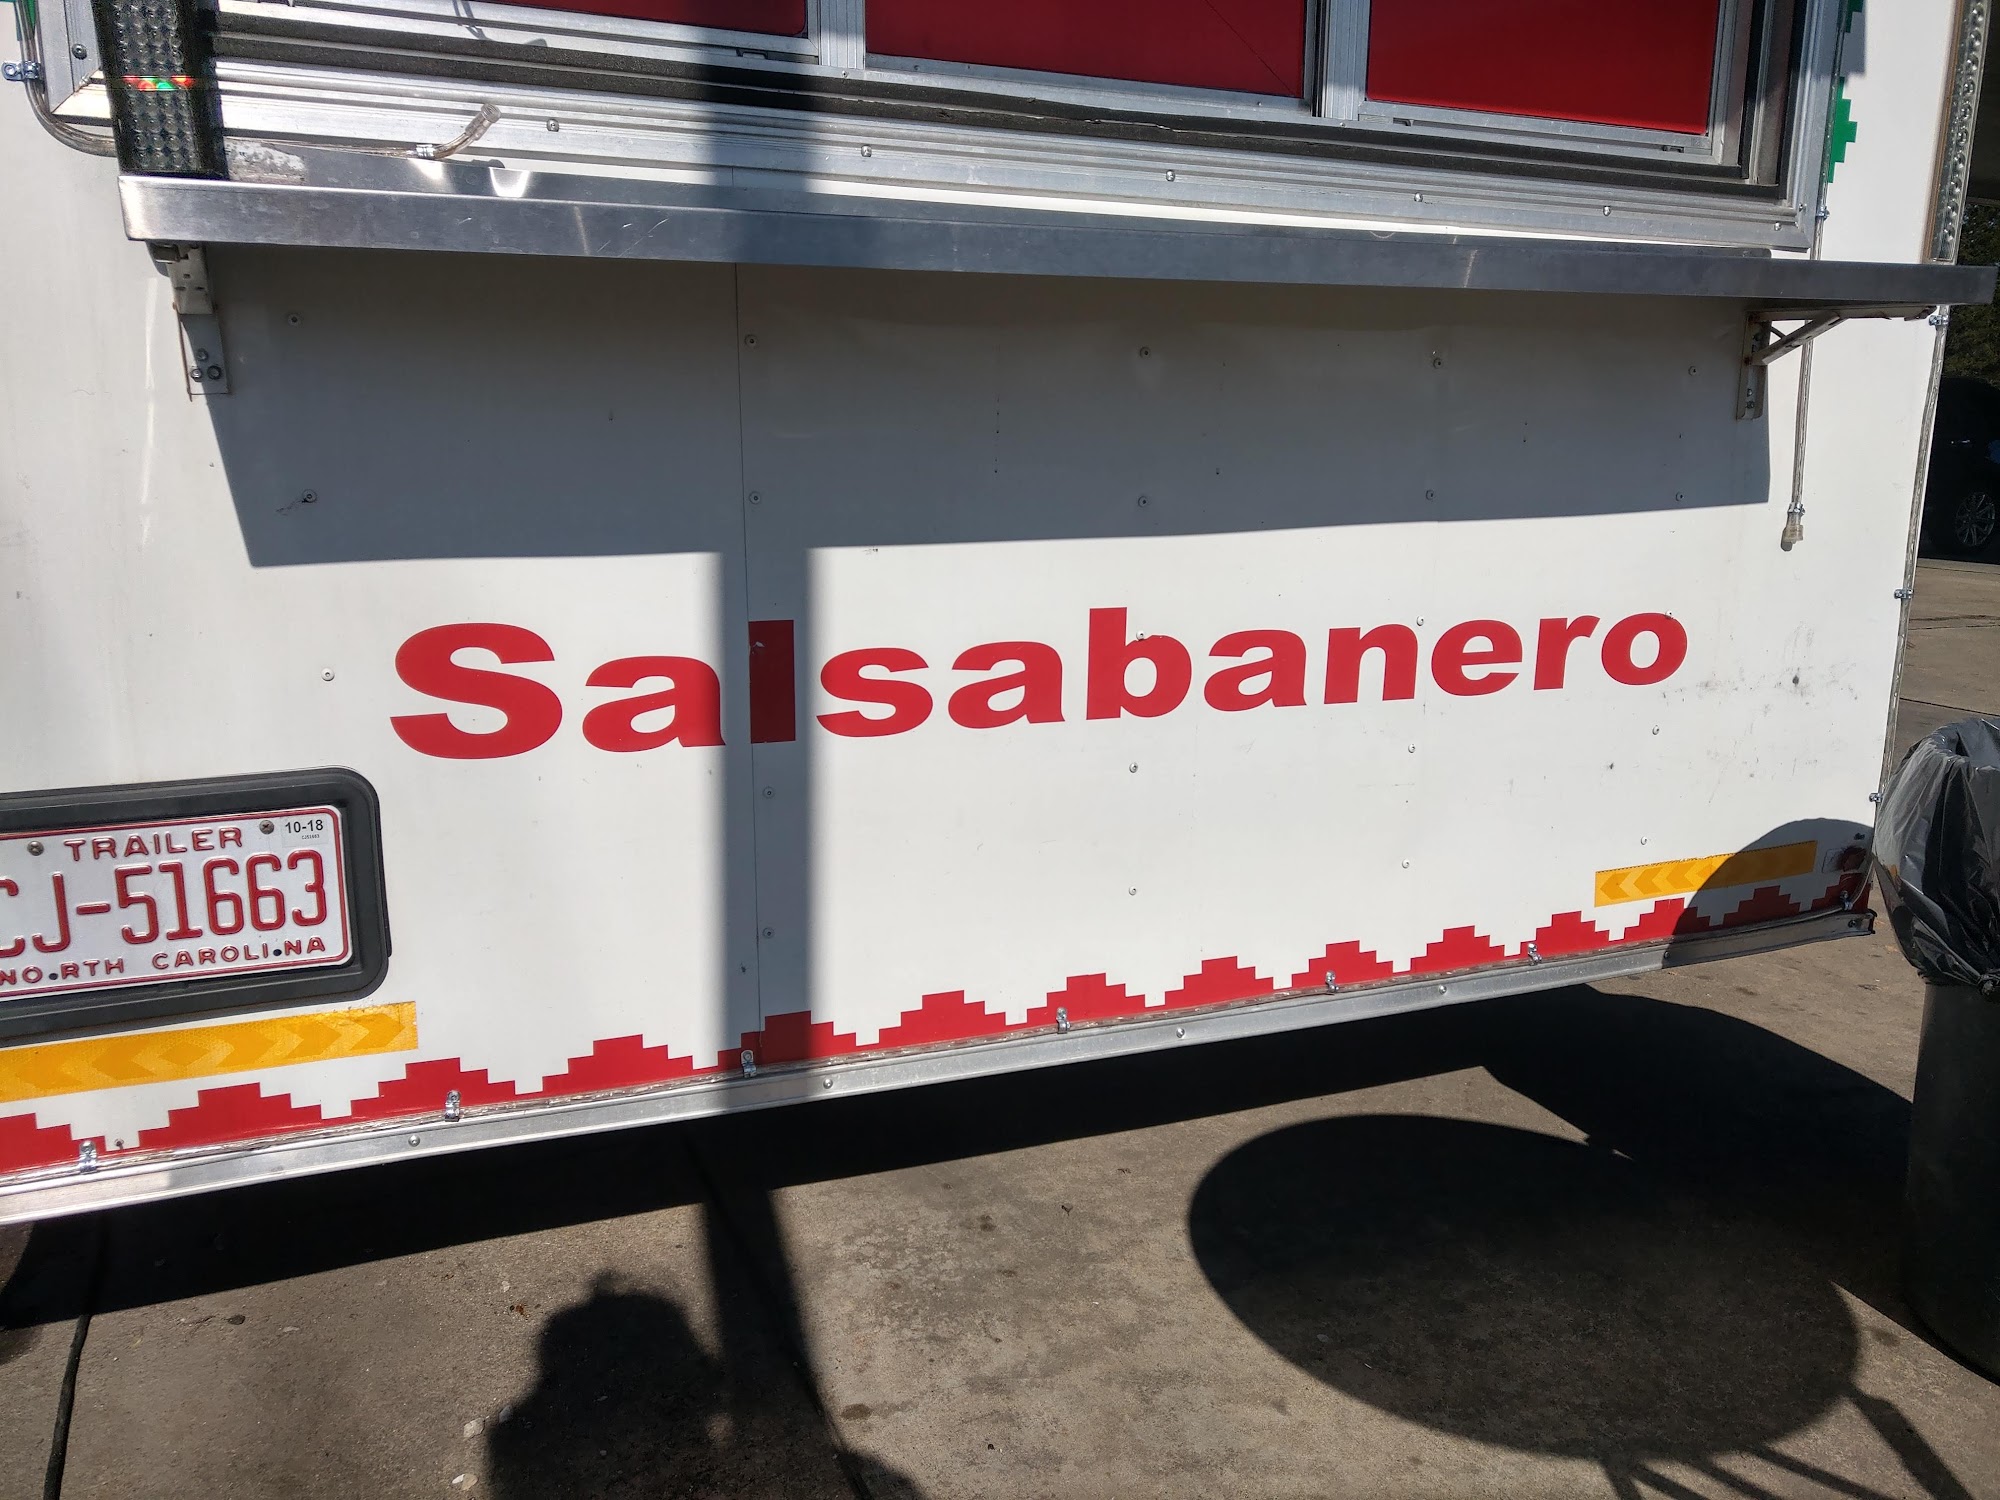 Salsabanero
TRAILER
10-18
CJ-51663
NORTH CAROLINA